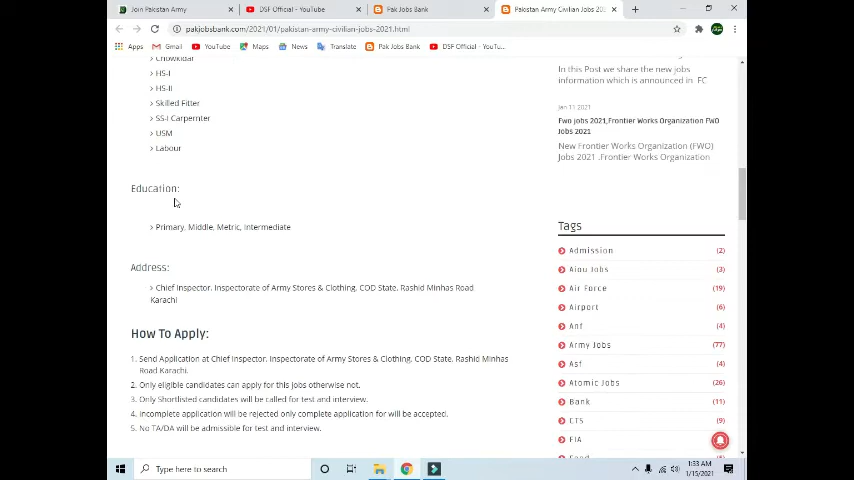 Join Pakistan Army
DSF Official - YouTube
Pak Jobs Bank
Pakistan Army Civilian Jobs 20
pakjobsbank.com/2021/01/pakistan-army-civilian-jobs-2021.html
Apps
Gmail
YouTube
Maps
News
Translate
Pak Jobs Bank
DSF Official - YouTu...
Chowkidar
HS-I
HS-II
Skilled Fitter
SS-I Carpernter
USM
Labour
Education:
Primary, Middle, Metric, Intermediate
Address:
Chief Inspector, Inspectorate of Army Stores & Clothing, COD State, Rashid Minhas Road
Karachi
How To Apply:
1. Send Application at Chief Inspector, Inspectorate of Army Stores & Clothing, COD State, Rashid Minhas
Road Karachi.
2. Only eligible candidates can apply for this jobs otherwise not.
3. Only Shortlisted candidates will be called for test and interview.
4. Incomplete application will be rejected only complete application for will be accepted.
5. No TA/DA will be admissible for test and interview.
In this Post we share the new jobs
information which is announced in FC
Jan 11 2021
Fwo jobs 2021,Frontier Works Organization FWO
Jobs 2021
New Frontier Works Organization (FWO)
Jobs 2021 .Frontier Works Organization
Tags
Admission (2)
Aiou Jobs (3)
Air Force (19)
Airport (6)
Anf (4)
Army Jobs (77)
Asf (4)
Atomic Jobs (26)
Bank (11)
CTS (9)
FIA
Type here to search
1:33 AM
1/15/2021